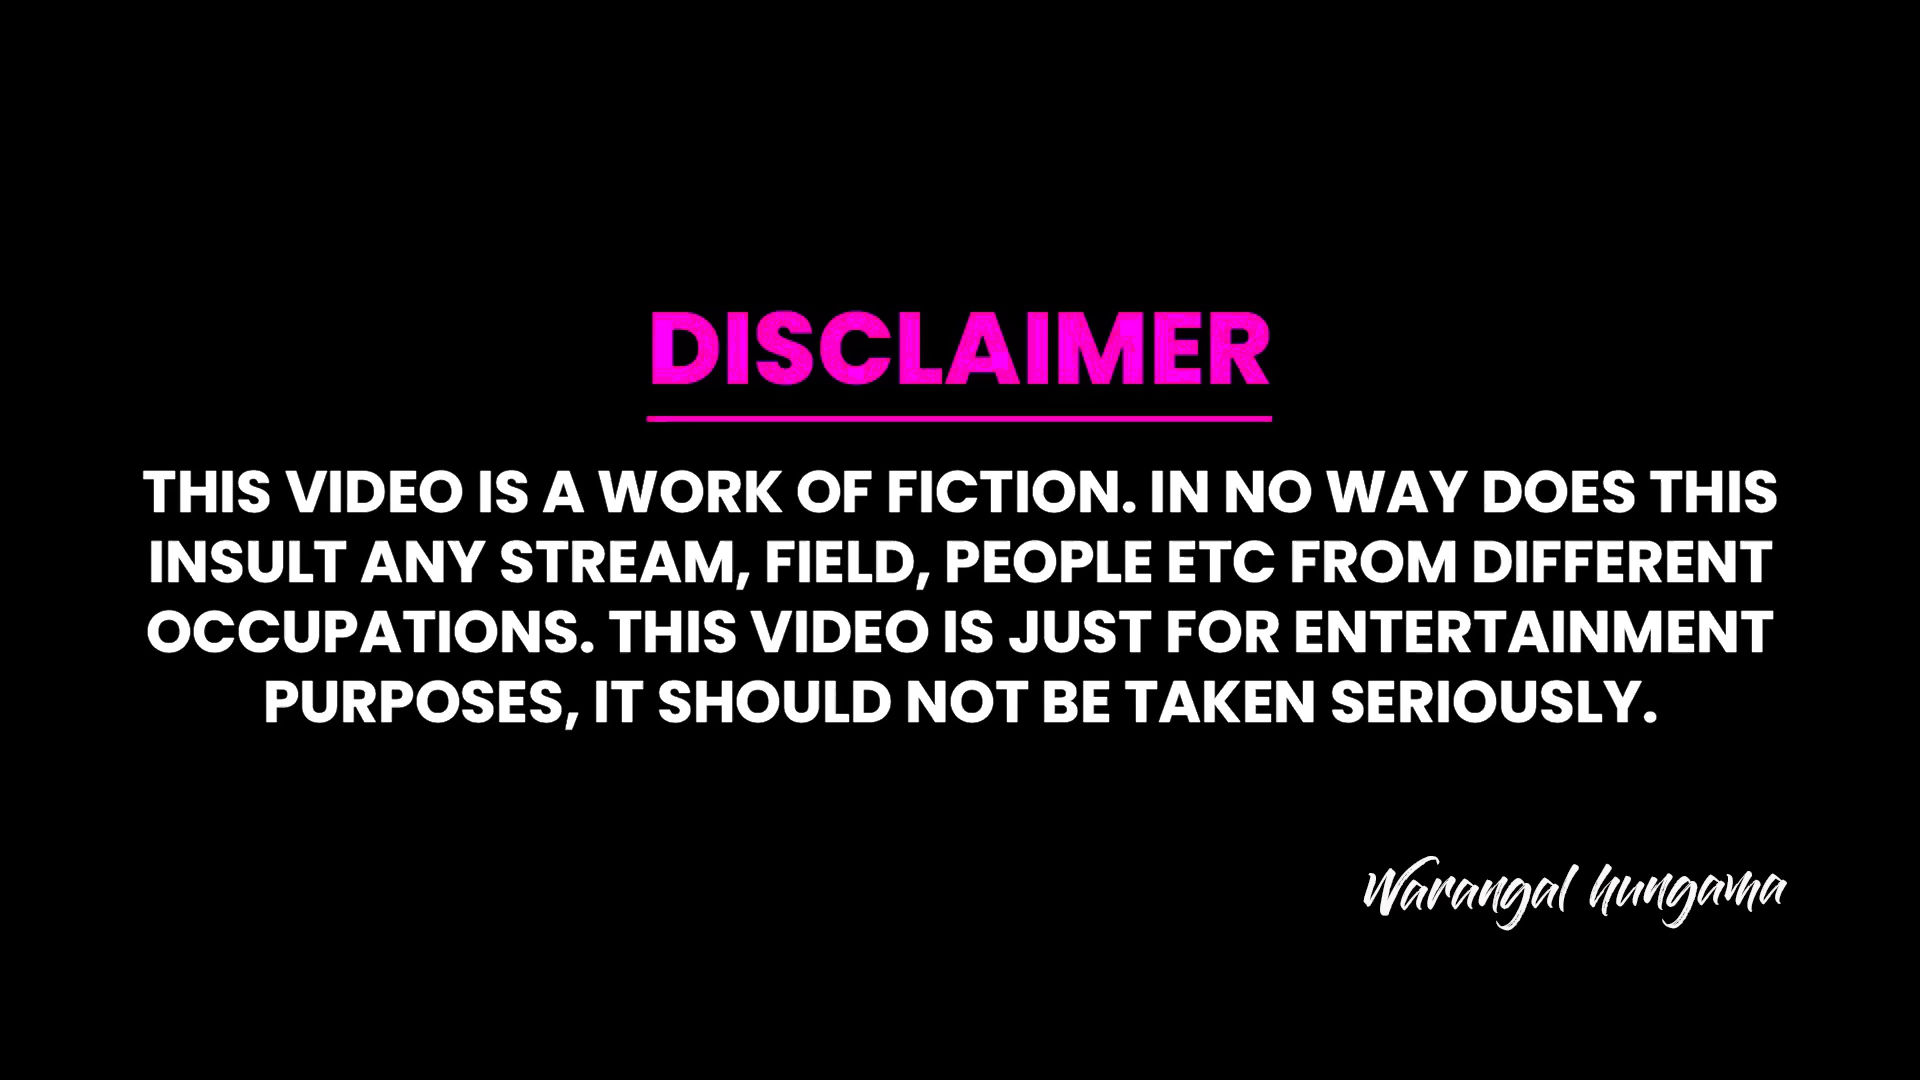 DISCLAIMER
THIS VIDEO IS A WORK OF FICTION. IN NO WAY DOES THIS
INSULT ANY STREAM, FIELD, PEOPLE ETC FROM DIFFERENT
OCCUPATIONS. THIS VIDEO IS JUST FOR ENTERTAINMENT
PURPOSES, IT SHOULD NOT BE TAKEN SERIOUSLY.
Warangal hungama